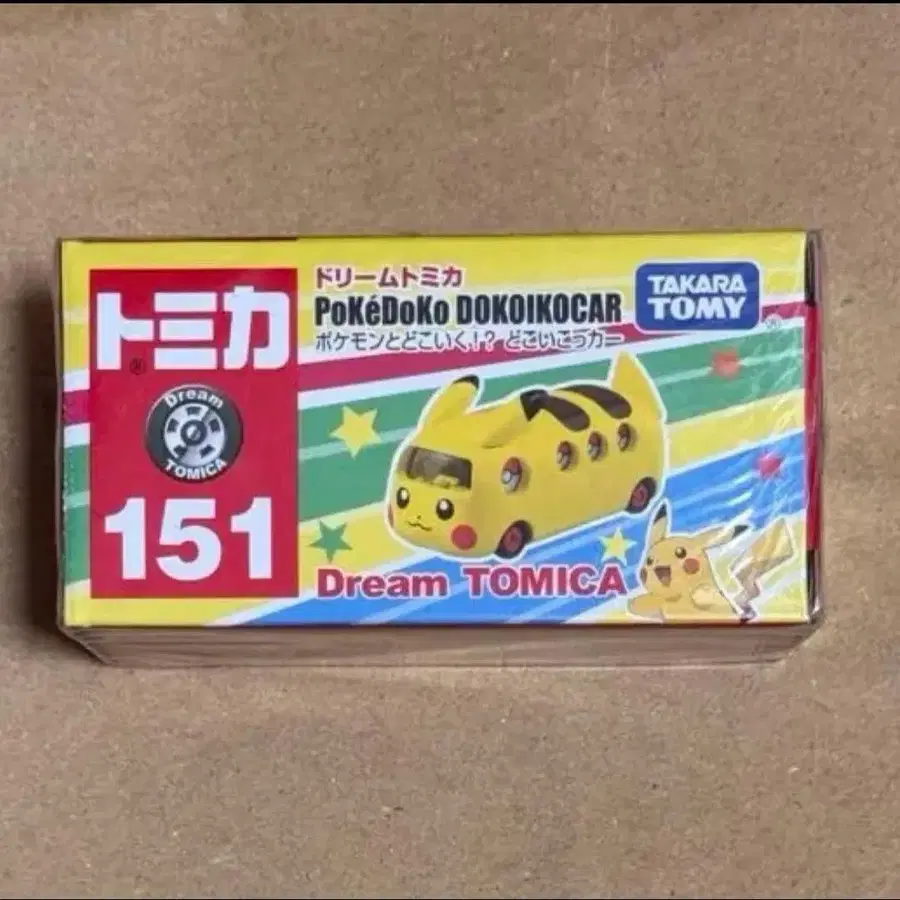 トミカ
®
Dream
TOMICA
151
ドリームトミカ
PoKéDoKo DOKOIKOCAR
ポケモンとどこいく!? どこいこっカー
TAKARA
TOMY
Dream TOMICA